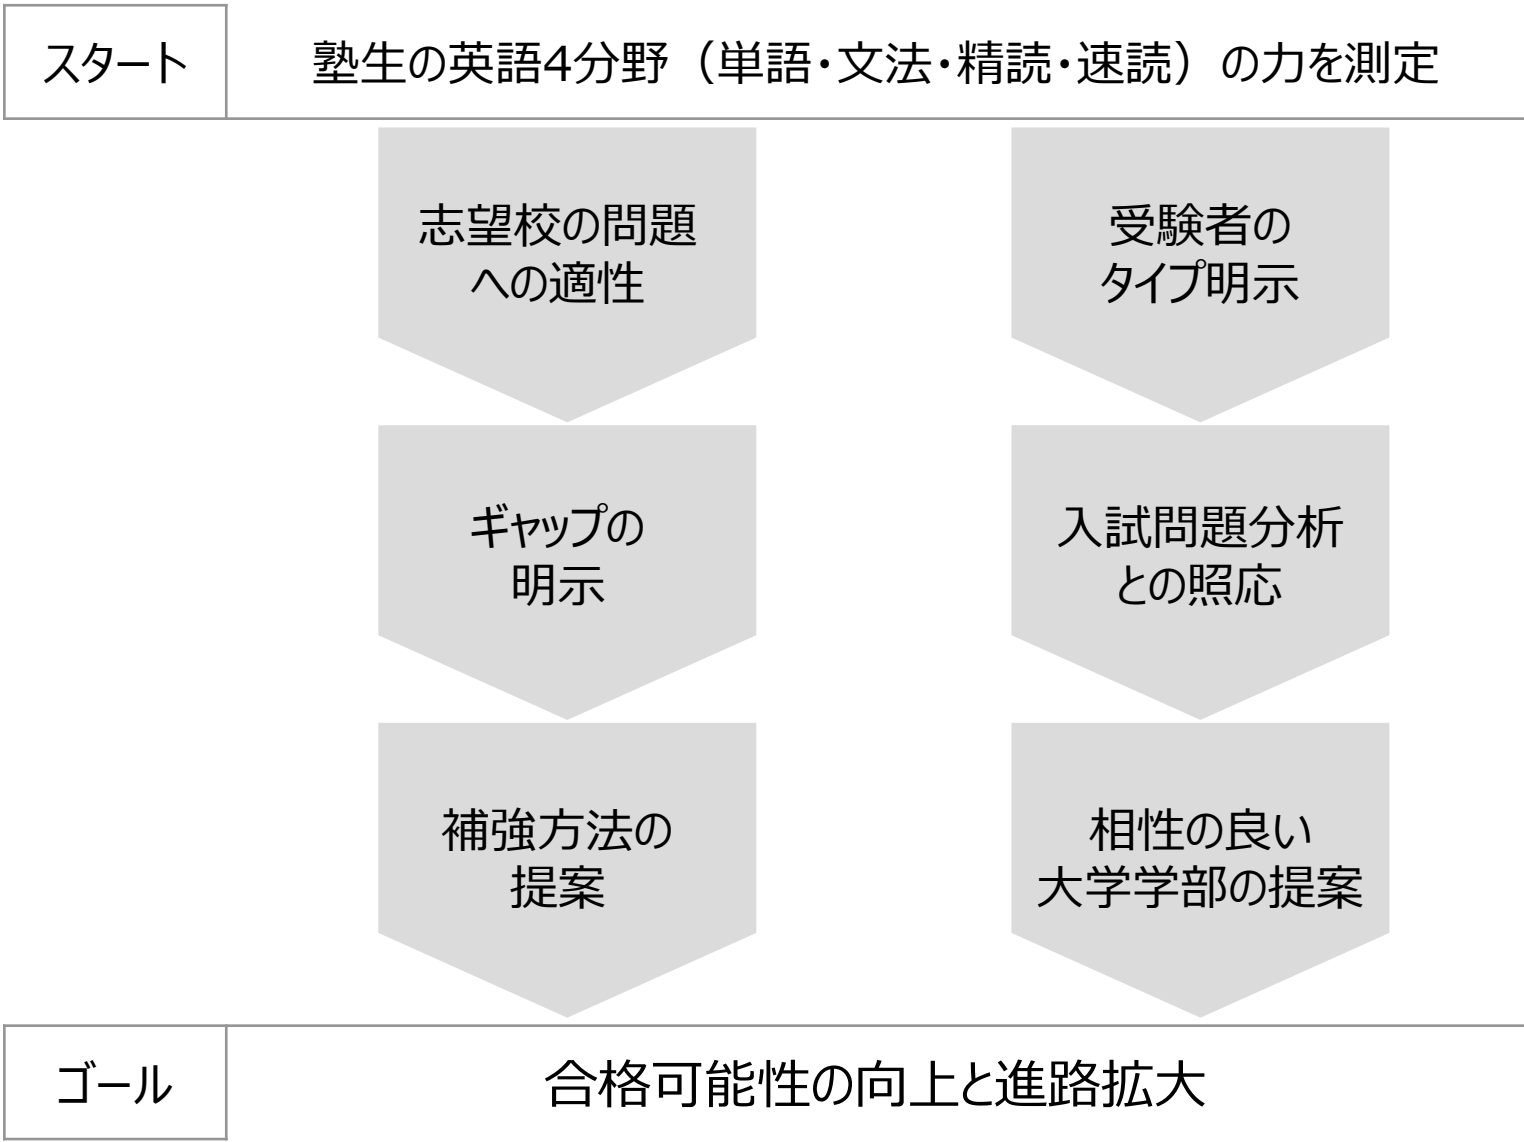 スタート
塾生の英語4分野（単語・文法・精読・速読）の力を測定
志望校の問題
への適性
受験者の
タイプ明示
ギャップの
明示
入試問題分析
との照応
補強方法の
提案
相性の良い
大学学部の提案
ゴール
合格可能性の向上と進路拡大